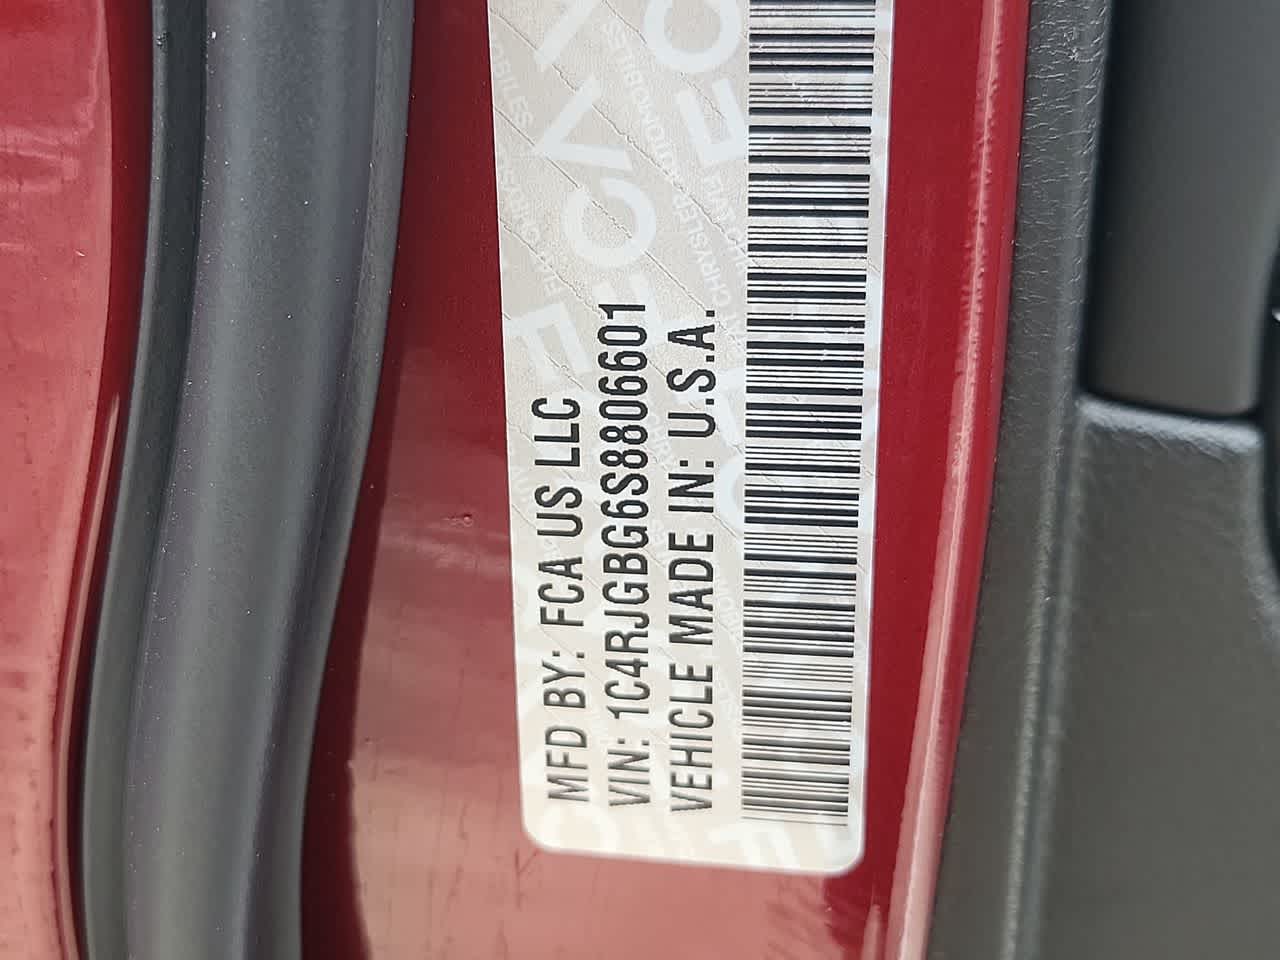 MFD BY: FCA US LLC
VIN: 1C4RJGBG6S8806601
VEHICLE MADE IN: U.S.A.